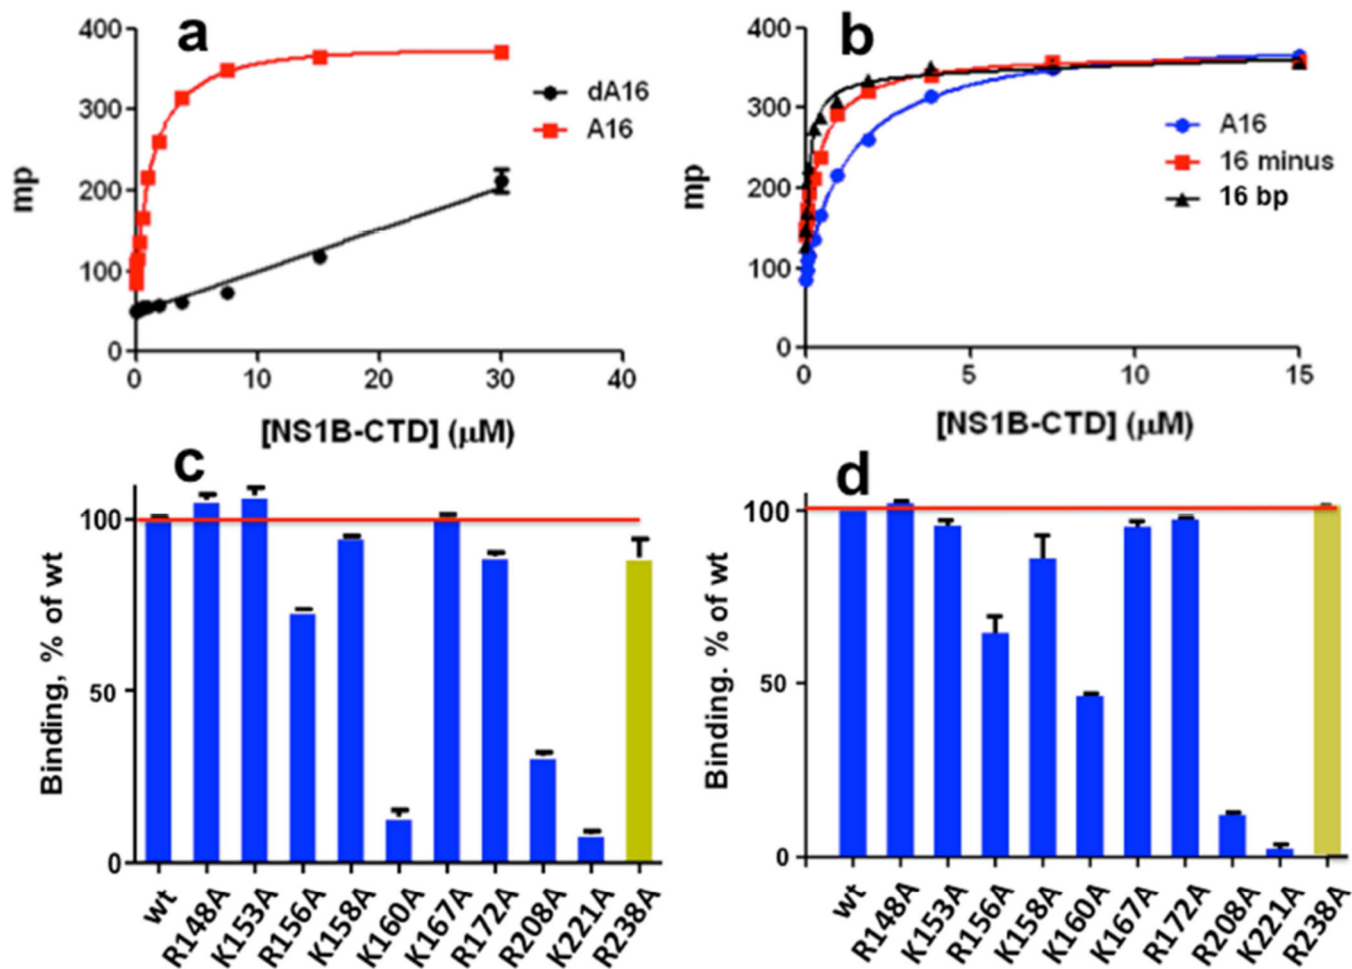 a
400
300
200
100
0
mp
dA16
A16
0 10 20 30 40
[NS1B-CTD] (μM)
b
400
300
200
100
0
mp
A16
16 minus
16 bp
0 5 10 15
[NS1B-CTD] (μM)
c
100
50
0
Binding, % of wt
wt R148A K153A R156A K158A K160A K167A R172A R208A K221A R238A
d
100
50
0
Binding. % of wt
wt R148A K153A R156A K158A K160A K167A R172A R208A K221A R238A